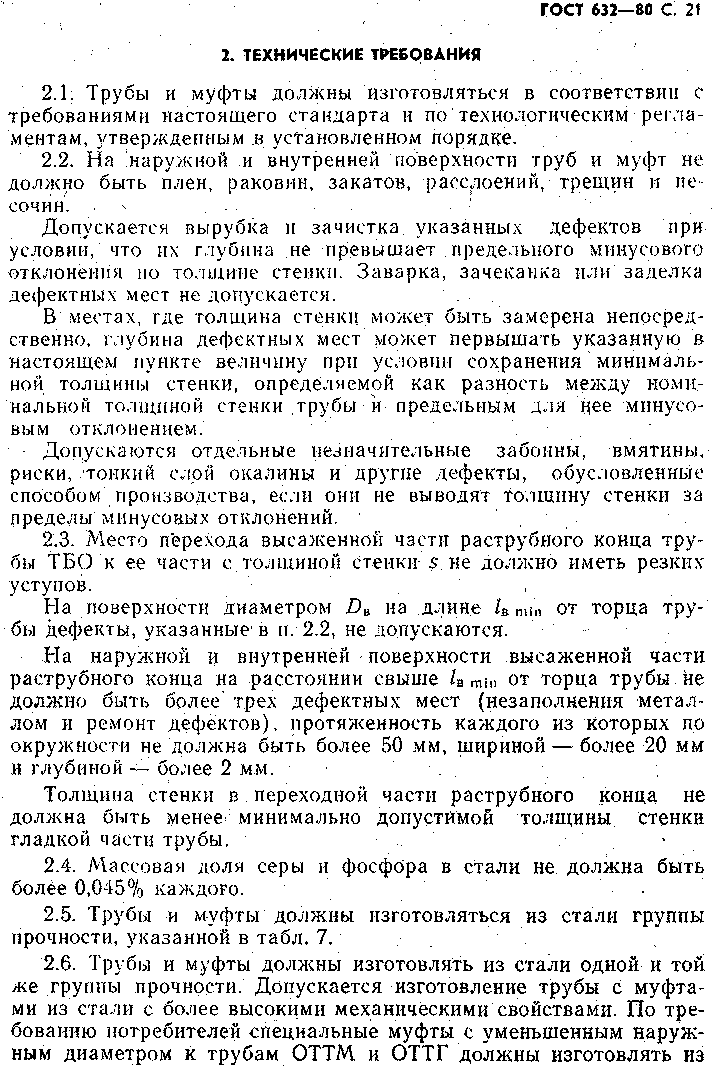 ГОСТ 632—80 С. 21
2. ТЕХНИЧЕСКИЕ ТРЕБОВАНИЯ
2.1. Трубы и муфты должны изготовляться в соответствии с
требованиями настоящего стандарта и по технологическим регла-
ментам, утвержденным в установленном порядке.
2.2. На наружной и внутренней поверхности труб и муфт не
должно быть плен, раковин, закатов, расслоений, трещин и пе-
сочин.
Допускается вырубка и зачистка указанных дефектов при
условии, что их глубина не превышает предельного минусового
отклонения по толщине стенки. Заварка, зачеканка или заделка
дефектных мест не допускается.
В местах, где толщина стенки может быть замерена непосред-
ственно, глубина дефектных мест может первышать указанную в
настоящем пункте величину при условии сохранения минималь-
ной толщины стенки, определяемой как разность между номи-
нальной толщиной стенки трубы и предельным для нее минусо-
вым отклонением.
Допускаются отдельные незначительные забоины, вмятины,
риски, тонкий слой окалины и другие дефекты, обусловленные
способом производства, если они не выводят толщину стенки за
пределы минусовых отклонений.
2.3. Место перехода высаженной части раструбного конца тру-
бы ТБО к ее части с толщиной стенки s не должно иметь резких
уступов.
На поверхности диаметром Dв на длине lв min от торца тру-
бы дефекты, указанные в п. 2.2, не допускаются.
На наружной и внутренней поверхности высаженной части
раструбного конца на расстоянии свыше lв min от торца трубы не
должно быть более трех дефектных мест (незаполнения метал-
лом и ремонт дефектов), протяженность каждого из которых по
окружности не должна быть более 50 мм, шириной — более 20 мм
и глубиной — более 2 мм.
Толщина стенки в переходной части раструбного конца не
должна быть менее минимально допустимой толщины стенки
гладкой части трубы.
2.4. Массовая доля серы и фосфора в стали не должна быть
более 0,045% каждого.
2.5. Трубы и муфты должны изготовляться из стали группы
прочности, указанной в табл. 7.
2.6. Трубы и муфты должны изготовлять из стали одной и той
же группы прочности. Допускается изготовление трубы с муфта-
ми из стали с более высокими механическими свойствами. По тре-
бованию потребителей специальные муфты с уменьшенным наруж-
ным диаметром к трубам ОТТМ и ОТТГ должны изготовлять из